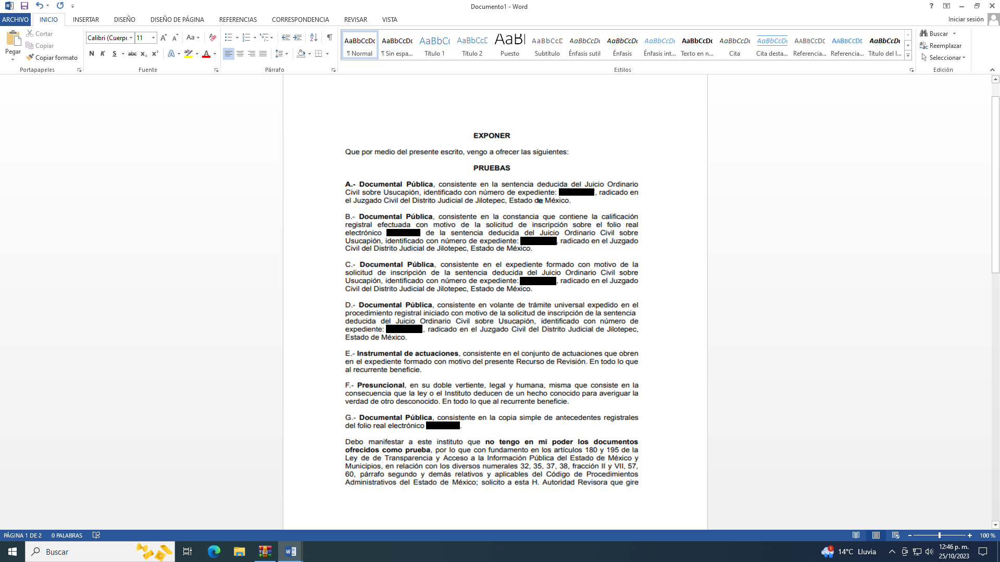 Documento1 - Word
ARCHIVO INICIO INSERTAR DISEÑO DISEÑO DE PÁGINA REFERENCIAS CORRESPONDENCIA REVISAR VISTA Iniciar sesión
Pegar
Cortar
Copiar
Copiar formato
Portapapeles
Calibri (Cuerpo 11
Fuente
Párrafo
AaBbCcDc AaBbCcDc AaBbCc AaBbCcD AaB AaBbCcD AaBbCcDc AaBbCcDc AaBbCcDc AaBbCcDc AaBbCcDc AaBbCcDc AABBCCDD AABBCCDD AaBbCcDc
¶ Normal ¶ Sin espa... Título 1 Título 2 Puesto Subtítulo Énfasis sutil Énfasis Énfasis int... Texto en n... Cita Cita desta... Referencia... Referencia... Título del l...
Estilos
Buscar
Reemplazar
Seleccionar
Edición
EXPONER
Que por medio del presente escrito, vengo a ofrecer las siguientes:
PRUEBAS
A.- Documental Pública, consistente en la sentencia deducida del Juicio Ordinario
Civil sobre Usucapión, identificado con número de expediente: , radicado en
el Juzgado Civil del Distrito Judicial de Jilotepec, Estado de México.
B.- Documental Pública, consistente en la constancia que contiene la calificación
registral efectuada con motivo de la solicitud de inscripción sobre el folio real
electrónico de la sentencia deducida del Juicio Ordinario Civil sobre
Usucapión, identificado con número de expediente: , radicado en el Juzgado
Civil del Distrito Judicial de Jilotepec, Estado de México.
C.- Documental Pública, consistente en el expediente formado con motivo de la
solicitud de inscripción de la sentencia deducida del Juicio Ordinario Civil sobre
Usucapión, identificado con número de expediente: , radicado en el Juzgado
Civil del Distrito Judicial de Jilotepec, Estado de México.
D.- Documental Pública, consistente en volante de trámite universal expedido en el
procedimiento registral iniciado con motivo de la solicitud de inscripción de la sentencia
deducida del Juicio Ordinario Civil sobre Usucapión, identificado con número de
expediente: , radicado en el Juzgado Civil del Distrito Judicial de Jilotepec,
Estado de México.
E.- Instrumental de actuaciones, consistente en el conjunto de actuaciones que obren
en el expediente formado con motivo del presente Recurso de Revisión. En todo lo que
al recurrente beneficie.
F.- Presuncional, en su doble vertiente, legal y humana, misma que consiste en la
consecuencia que la ley o el Instituto deducen de un hecho conocido para averiguar la
verdad de otro desconocido. En todo lo que al recurrente beneficie.
G.- Documental Pública, consistente en la copia simple de antecedentes registrales
del folio real electrónico .
Debo manifestar a este instituto que no tengo en mi poder los documentos
ofrecidos como prueba, por lo que con fundamento en los artículos 180 y 195 de la
Ley de de Transparencia y Acceso a la Información Pública del Estado de México y
Municipios, en relación con los diversos numerales 32, 35, 37, 38, fracción II y VII, 57,
60, párrafo segundo y demás relativos y aplicables del Código de Procedimientos
Administrativos del Estado de México; solicito a esta H. Autoridad Revisora que gire
PÁGINA 1 DE 2 0 PALABRAS 100 %
Buscar
14°C Lluvia
12:46 p. m.
25/10/2023